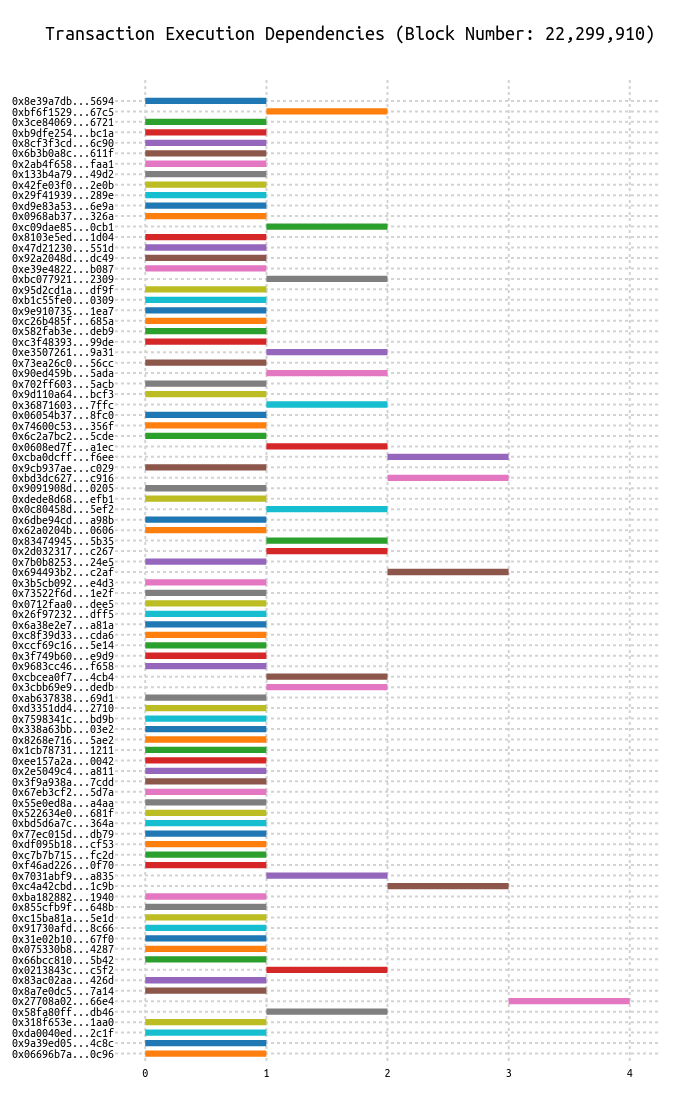 Transaction Execution Dependencies (Block Number: 22,299,910)
0x8e39a7db...5694
0xbf6f1529...67c5
0x3ce84069...6721
0xb9dfe254...bc1a
0x8cf3f3cd...6c90
0x6b3b0a8c...611f
0x2ab4f658...faa1
0x133b4a79...49d2
0x42fe03f0...2e0b
0x29f41939...289e
0xd9e83a53...6e9a
0x0968ab37...326a
0xc09dae85...0cb1
0x8103e5ed...1d04
0x47d21230...551d
0x92a2048d...dc49
0xe39e4822...b087
0xbc077921...2309
0x95d2cd1a...df9f
0xb1c55fe0...0309
0x9e910735...1ea7
0xc26b485f...685a
0x582fab3e...deb9
0xc3f48393...99de
0xe3507261...9a31
0x73ea26c0...56cc
0x90ed459b...5ada
0x702ff603...5acb
0x9d110a64...bcf3
0x36871603...7ffc
0x06054b37...8fc0
0x74600c53...356f
0x6c2a7bc2...5cde
0x0608ed7f...a1ec
0xcba0dcff...f6ee
0x9cb937ae...c029
0xbd3dc627...c916
0x9091908d...0205
0xdede8d68...efb1
0x0c80458d...5ef2
0x6dbe94cd...a98b
0x62a0204b...0606
0x83474945...5b35
0x2d032317...c267
0x7b0b8253...24e5
0x694493b2...c2af
0x3b5cb092...e4d3
0x73522f6d...1e2f
0x0712faa0...dee5
0x26f97232...dff5
0x6a38e2e7...a81a
0xc8f39d33...cda6
0xccf69c16...5e14
0x3f749b60...e9d9
0x9683cc46...f658
0xcbcea0f7...4cb4
0x3cbb69e9...dedb
0xab637838...69d1
0xd3351dd4...2710
0x7598341c...bd9b
0x338a63bb...03e2
0x8268e716...5ae2
0x1cb78731...1211
0xee157a2a...0042
0x2e5049c4...a811
0x3f9a938a...7cdd
0x67eb3cf2...5d7a
0x55e0ed8a...a4aa
0x522634e0...681f
0xbd5d6a7c...364a
0x77ec015d...db79
0xdf095b18...cf53
0xc7b7b715...fc2d
0xf46ad226...0f70
0x7031abf9...a835
0xc4a42cbd...1c9b
0xba182882...1940
0x855cfb9f...648b
0xc15ba81a...5e1d
0x91730afd...8c66
0x31e02b10...67f0
0x075330b8...4287
0x66bcc810...5b42
0x0213843c...c5f2
0x83ac02aa...426d
0x8a7e0dc5...7a14
0x27708a02...66e4
0x58fa80ff...db46
0x318f653e...1aa0
0xda0040ed...2c1f
0x9a39ed05...4c8c
0x06696b7a...0c96
0 1 2 3 4